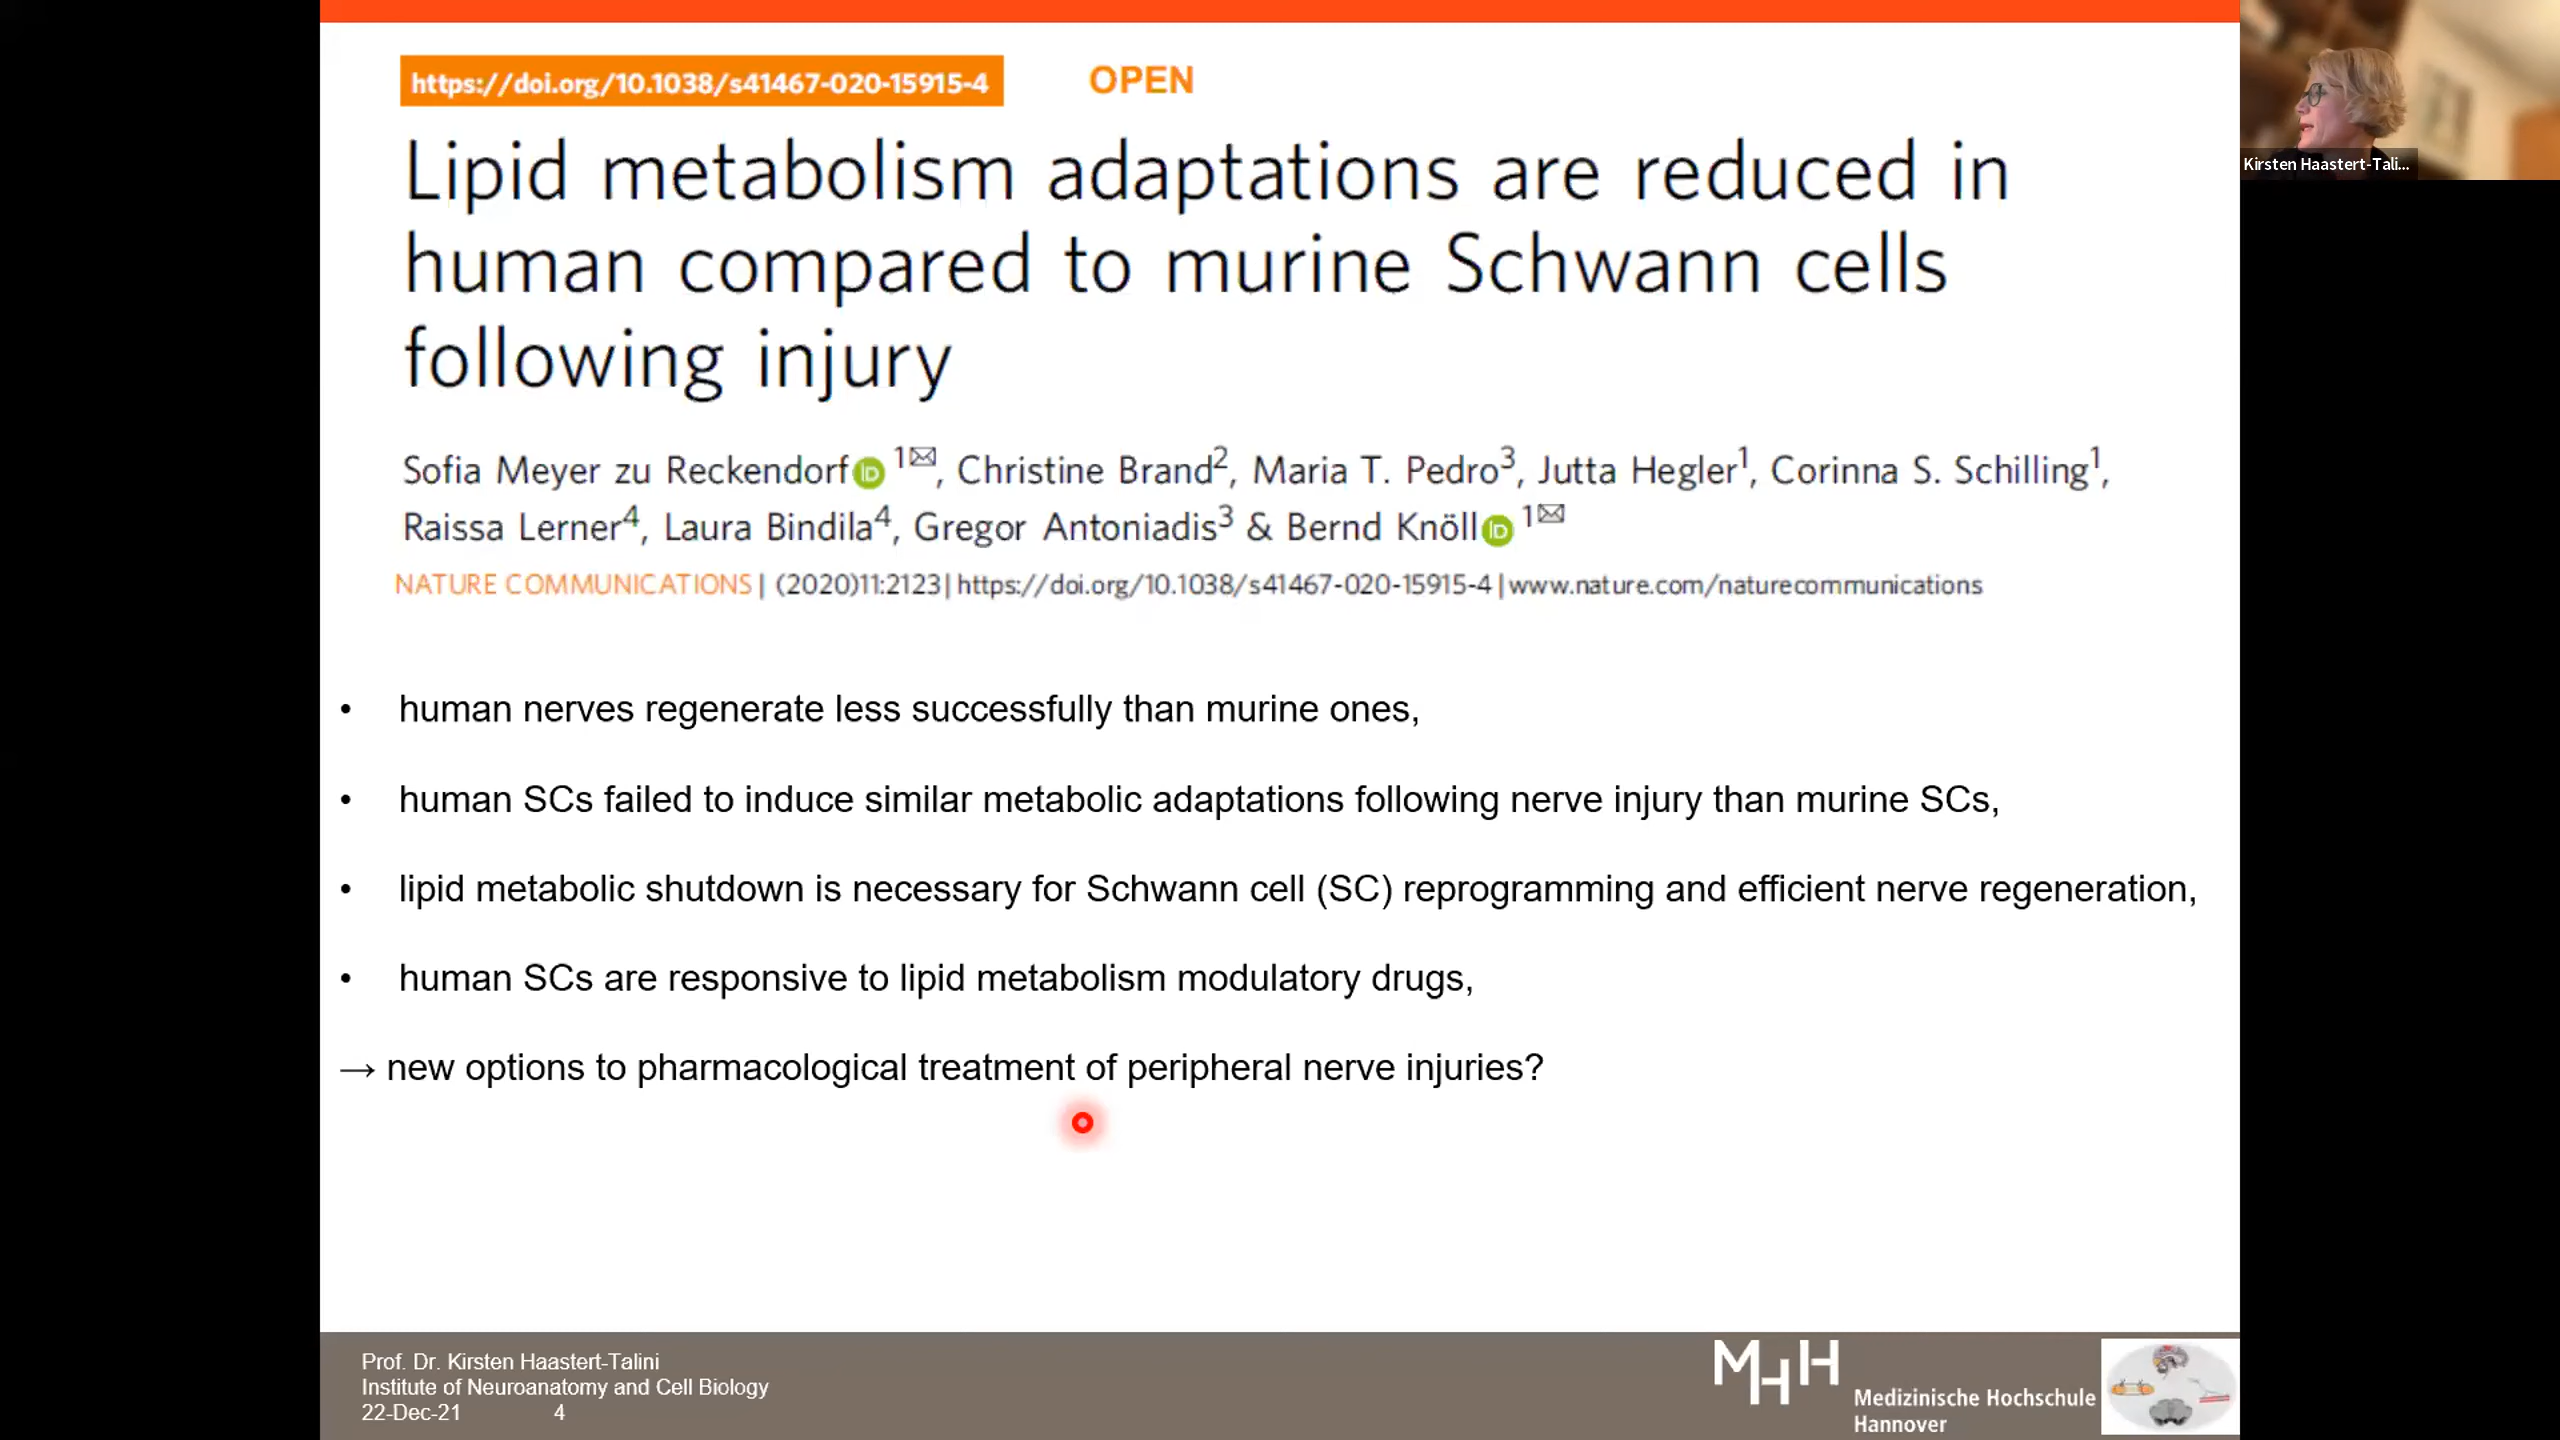 https://doi.org/10.1038/s41467-020-15915-4 OPEN
Lipid metabolism adaptations are reduced in
human compared to murine Schwann cells
following injury
Sofia Meyer zu Reckendorf iD 1✉, Christine Brand2, Maria T. Pedro3, Jutta Hegler1, Corinna S. Schilling1,
Raissa Lerner4, Laura Bindila4, Gregor Antoniadis3 & Bernd Knöll iD 1✉
NATURE COMMUNICATIONS | (2020)11:2123 | https://doi.org/10.1038/s41467-020-15915-4 | www.nature.com/naturecommunications
• human nerves regenerate less successfully than murine ones,
• human SCs failed to induce similar metabolic adaptations following nerve injury than murine SCs,
• lipid metabolic shutdown is necessary for Schwann cell (SC) reprogramming and efficient nerve regeneration,
• human SCs are responsive to lipid metabolism modulatory drugs,
→ new options to pharmacological treatment of peripheral nerve injuries?
Prof. Dr. Kirsten Haastert-Talini
Institute of Neuroanatomy and Cell Biology
22-Dec-21 4
MHH
Medizinische Hochschule
Hannover
Kirsten Haastert-Tali...